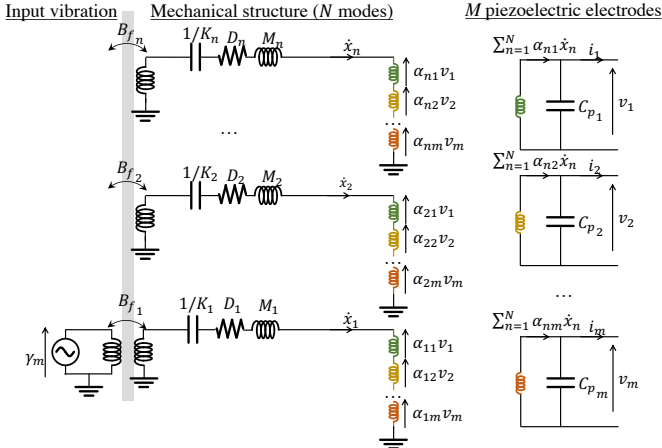 Input vibration
Mechanical structure (N modes)
M piezoelectric electrodes
B_{f_n}
1/K_n
D_n
M_n
ẋ_n
α_{n1}v_1
α_{n2}v_2
...
α_{nm}v_m
...
B_{f_2}
1/K_2
D_2
M_2
ẋ_2
α_{21}v_1
α_{22}v_2
...
α_{2m}v_m
B_{f_1}
1/K_1
D_1
M_1
ẋ_1
γ_m
α_{11}v_1
α_{12}v_2
...
α_{1m}v_m
∑_{n=1}^{N} α_{n1}ẋ_n
i_1
C_{p_1}
v_1
∑_{n=1}^{N} α_{n2}ẋ_n
i_2
C_{p_2}
v_2
...
∑_{n=1}^{N} α_{nm}ẋ_n
i_m
C_{p_m}
v_m